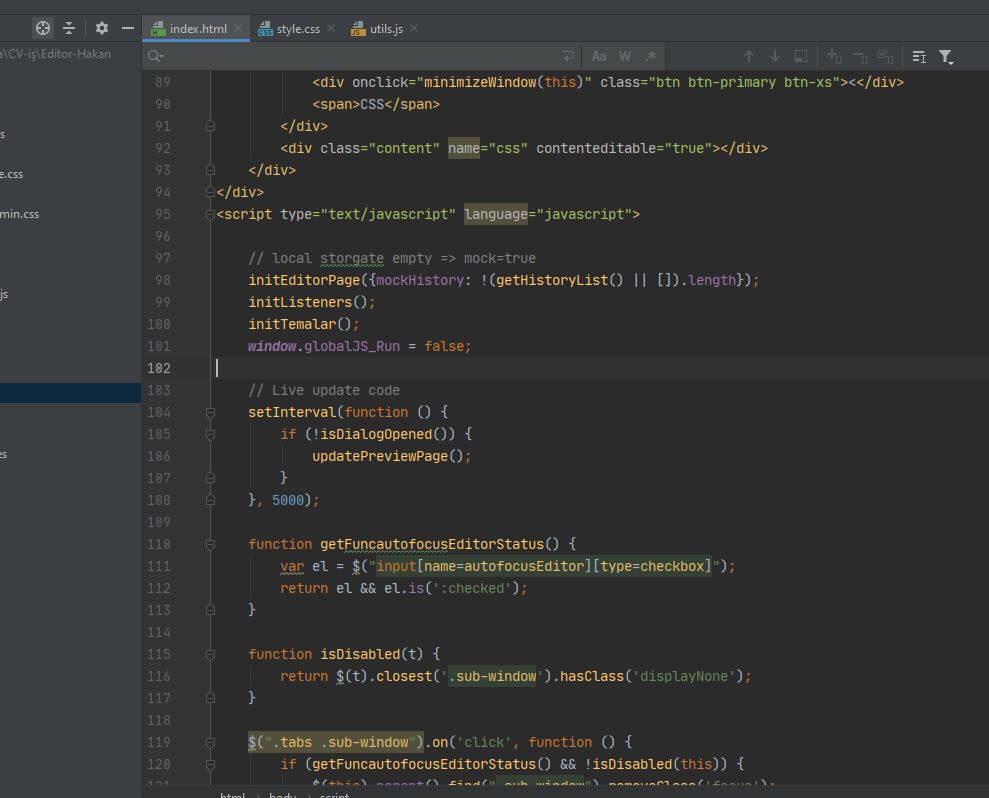 index.html
style.css
utils.js
a\CV-iş\Editor-Hakan
Aa W .*
s
e.css
min.css
js
es
89 <div onclick="minimizeWindow(this)" class="btn btn-primary btn-xs"><</div>
90 <span>CSS</span>
91 </div>
92 <div class="content" name="css" contenteditable="true"></div>
93 </div>
94 </div>
95 <script type="text/javascript" language="javascript">
96
97 // local storgate empty => mock=true
98 initEditorPage({mockHistory: !(getHistoryList() || []).length});
99 initListeners();
100 initTemalar();
101 window.globalJS_Run = false;
102
103 // Live update code
104 setInterval(function () {
105 if (!isDialogOpened()) {
106 updatePreviewPage();
107 }
108 }, 5000);
109
110 function getFuncautofocusEditorStatus() {
111 var el = $("input[name=autofocusEditor][type=checkbox]");
112 return el && el.is(':checked');
113 }
114
115 function isDisabled(t) {
116 return $(t).closest('.sub-window').hasClass('displayNone');
117 }
118
119 $(".tabs .sub-window").on('click', function () {
120 if (getFuncautofocusEditorStatus() && !isDisabled(this)) {
121 $(this).parent().find(".sub-window").removeClass('focus');
html › body › script